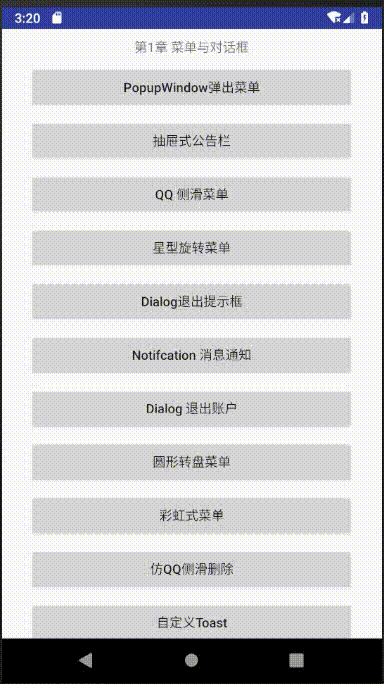 3:20
第1章 菜单与对话框
PopupWindow弹出菜单
抽屉式公告栏
QQ 侧滑菜单
星型旋转菜单
Dialog退出提示框
Notifcation 消息通知
Dialog 退出账户
圆形转盘菜单
彩虹式菜单
仿QQ侧滑删除
自定义Toast